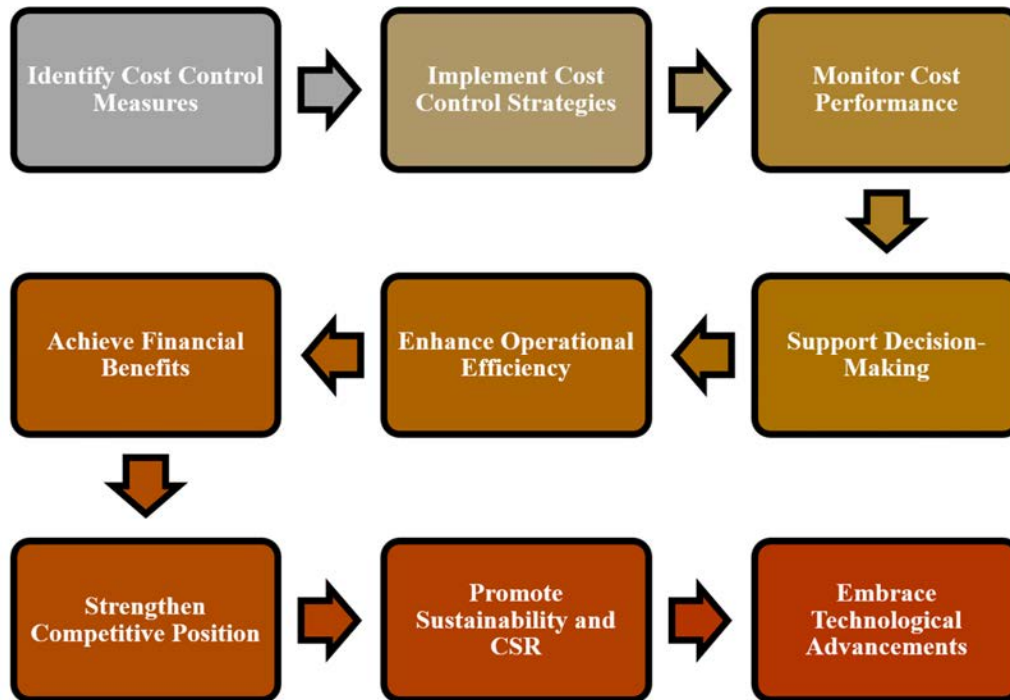 Identify Cost Control
Measures
Implement Cost
Control Strategies
Monitor Cost
Performance
Support Decision-
Making
Enhance Operational
Efficiency
Achieve Financial
Benefits
Strengthen
Competitive Position
Promote
Sustainability and
CSR
Embrace
Technological
Advancements